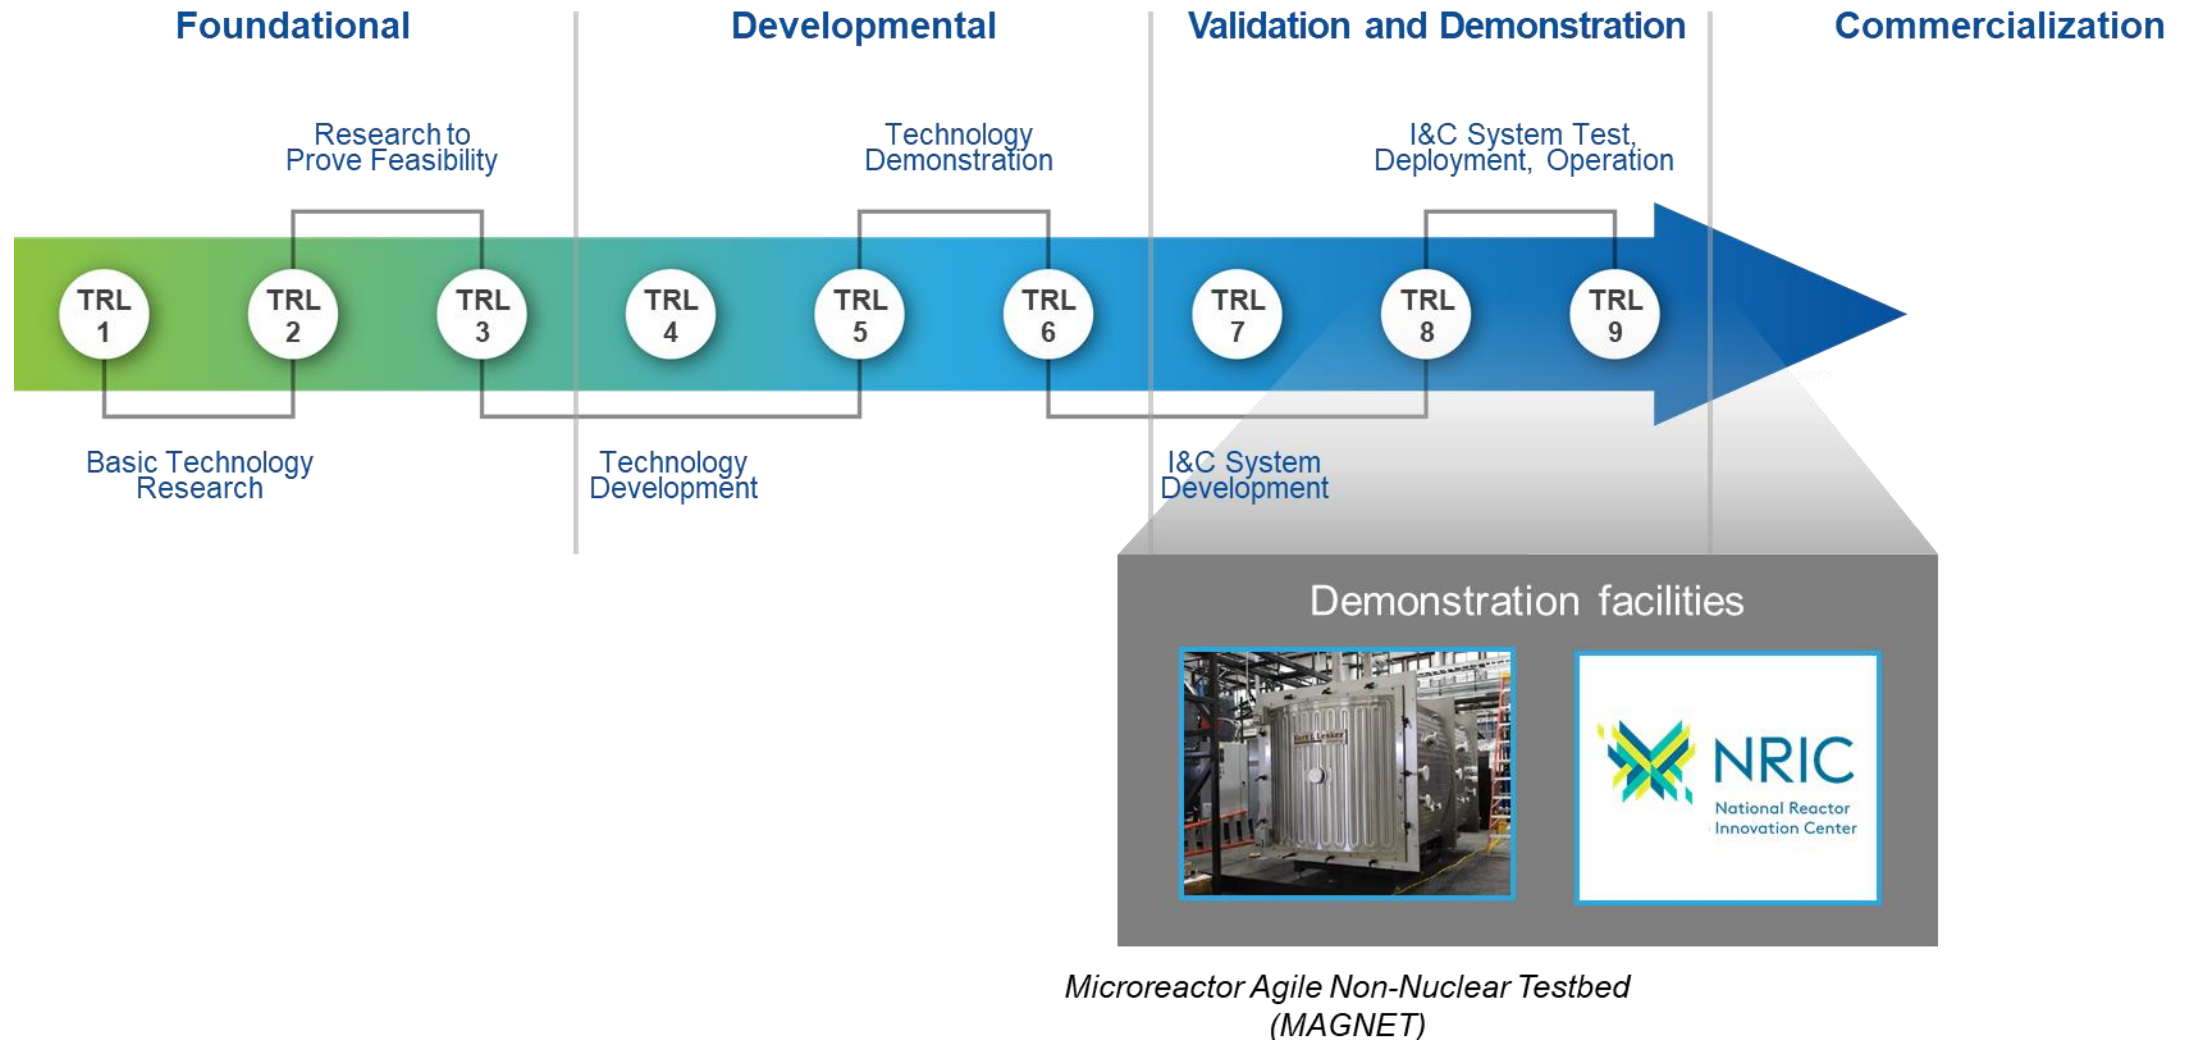 Foundational
Developmental
Validation and Demonstration
Commercialization
Research to
Prove Feasibility
Technology
Demonstration
I&C System Test,
Deployment, Operation
TRL
1
TRL
2
TRL
3
TRL
4
TRL
5
TRL
6
TRL
7
TRL
8
TRL
9
Basic Technology
Research
Technology
Development
I&C System
Development
Demonstration facilities
Kurt J. Lesker
NRIC
National Reactor
Innovation Center
Microreactor Agile Non-Nuclear Testbed
(MAGNET)